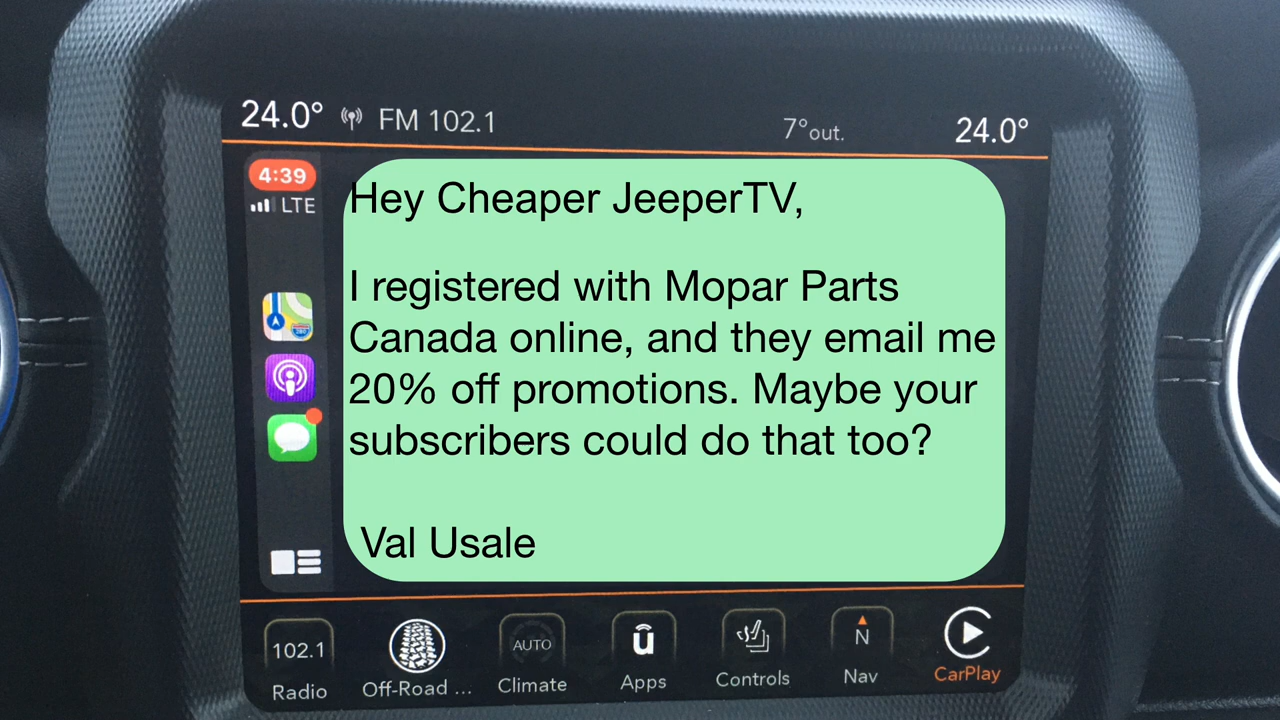 24.0° FM 102.1 7°out. 24.0°
4:39
LTE
Hey Cheaper JeeperTV,
I registered with Mopar Parts
Canada online, and they email me
20% off promotions. Maybe your
subscribers could do that too?
Val Usale
102.1 AUTO ū N
Radio Off-Road ... Climate Apps Controls Nav CarPlay